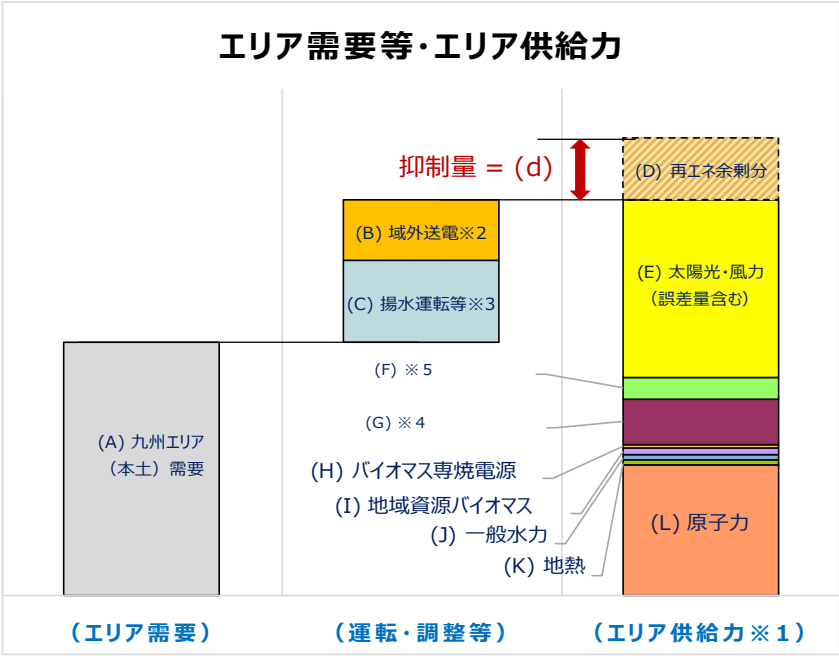 エリア需要等・エリア供給力
抑制量 = (d)
(D) 再エネ余剰分
(B) 域外送電※2
(C) 揚水運転等※3
(E) 太陽光・風力
（誤差量含む）
(F) ※5
(G) ※4
(A) 九州エリア
（本土）需要
(H) バイオマス専焼電源
(I) 地域資源バイオマス
(J) 一般水力
(K) 地熱
(L) 原子力
（エリア需要）
（運転・調整等）
（エリア供給力※1）